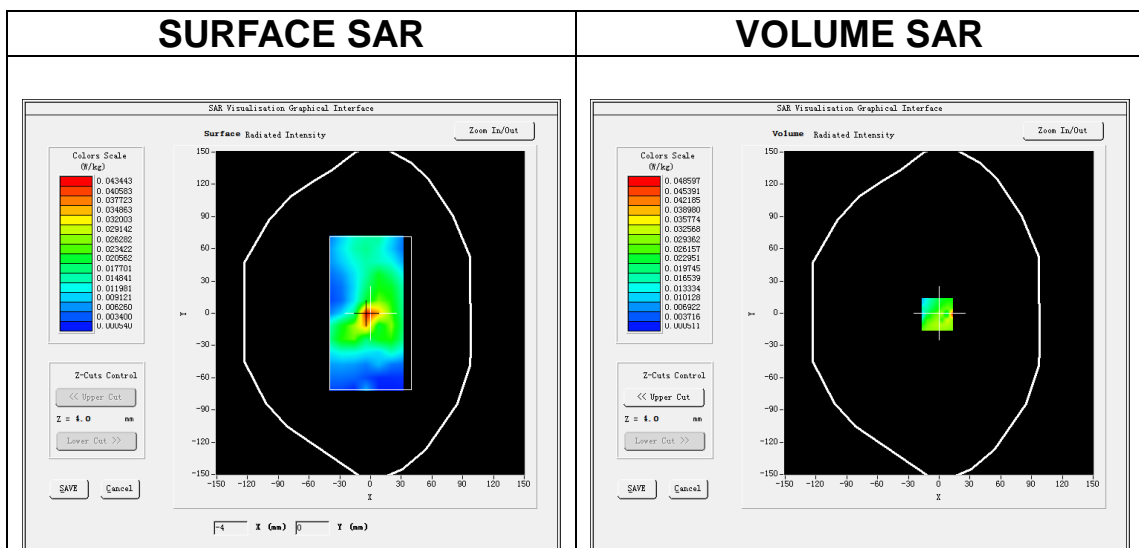 SURFACE SAR
SAR Visualisation Graphical Interface
Surface Radiated Intensity
Zoom In/Out
Colors Scale
(W/kg)
0.043443
0.040583
0.037723
0.034863
0.032003
0.029142
0.026282
0.023422
0.020562
0.017701
0.014841
0.011981
0.009121
0.006260
0.003400
0.000540
Z-Cuts Control
<< Upper Cut
Z = 4.0 mm
Lower Cut >>
SAVE Cancel
150
120
90
60
30
0
-30
-60
-90
-120
-150
Y
-150 -120 -90 -60 -30 0 30 60 90 120 150
X
-4 X (mm) 0 Y (mm)
VOLUME SAR
SAR Visualisation Graphical Interface
Volume Radiated Intensity
Zoom In/Out
Colors Scale
(W/kg)
0.048597
0.045391
0.042185
0.038980
0.035774
0.032568
0.029362
0.026157
0.022951
0.019745
0.016539
0.013334
0.010128
0.006922
0.003716
0.000511
Z-Cuts Control
<< Upper Cut
Z = 4.0 mm
Lower Cut >>
SAVE Cancel
150
120
90
60
30
0
-30
-60
-90
-120
-150
Y
-150 -120 -90 -60 -30 0 30 60 90 120 150
X